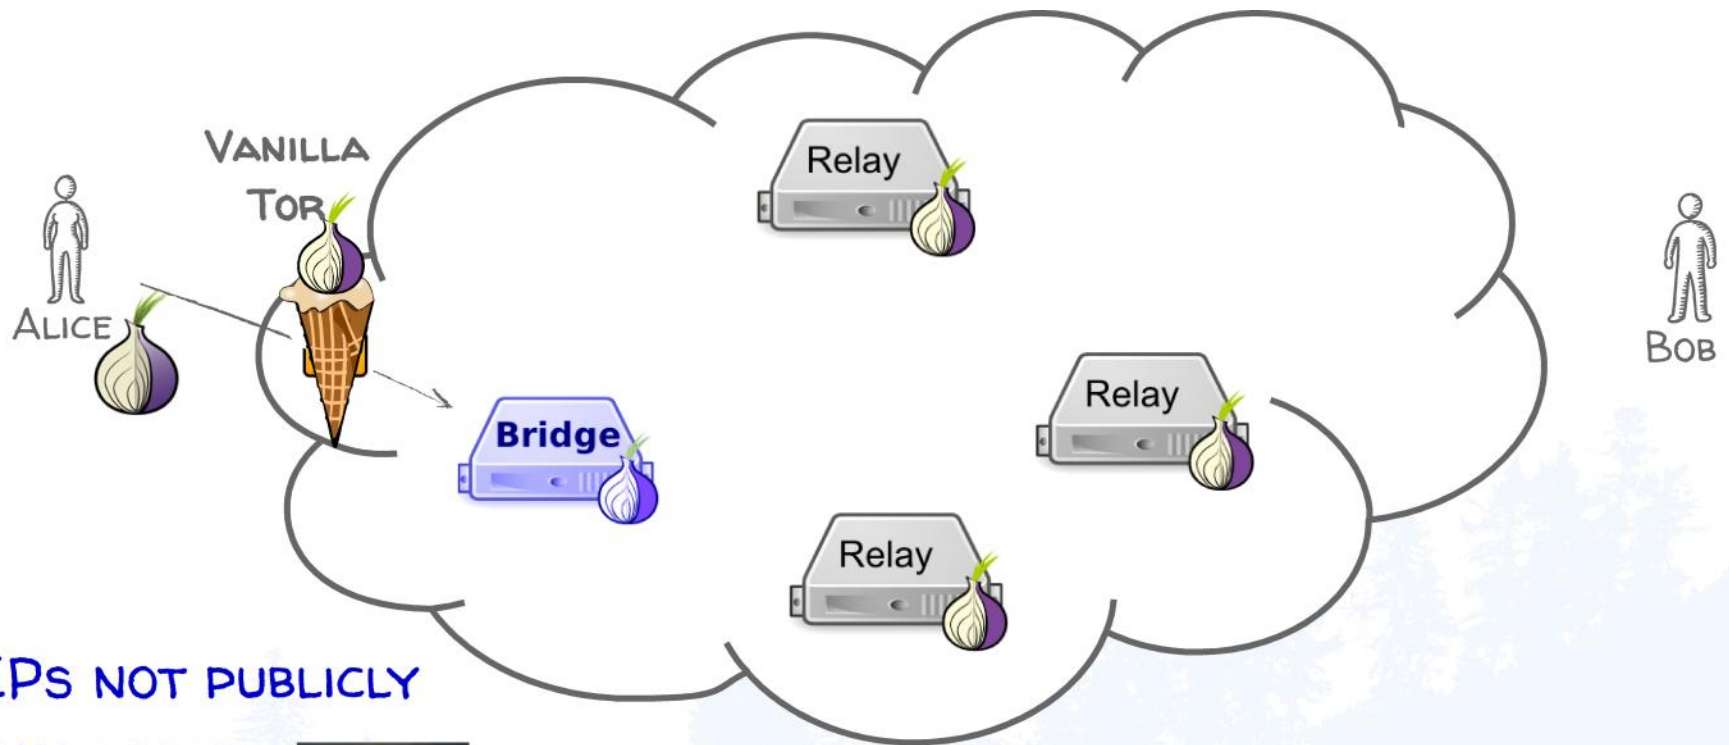 VANILLA
TOR
Relay
ALICE
BOB
Relay
Bridge
Relay
IPS NOT PUBLICLY